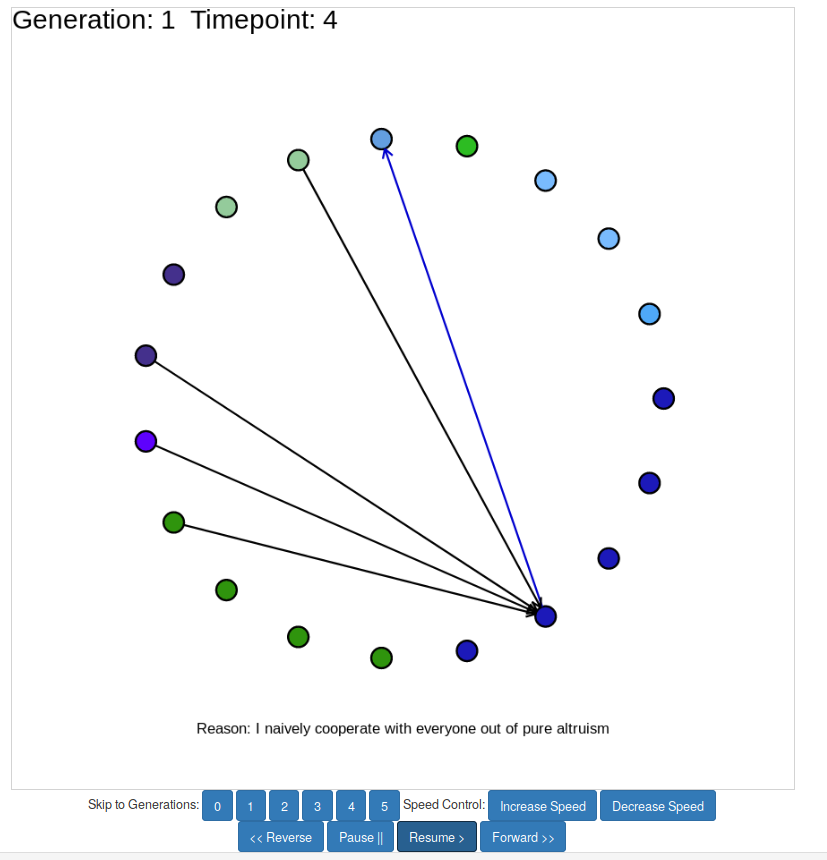 Generation: 1  Timepoint: 4
Reason: I naively cooperate with everyone out of pure altruism
Skip to Generations: 0 1 2 3 4 5 Speed Control: Increase Speed Decrease Speed
<< Reverse Pause || Resume > Forward >>